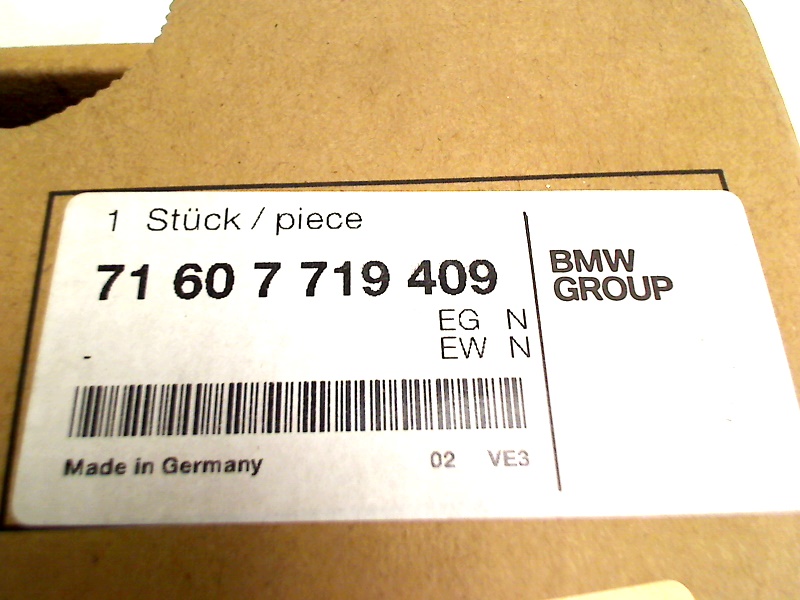 1 Stück / piece
71 60 7 719 409
EG N
EW N
-
Made in Germany 02 VE3
BMW
GROUP